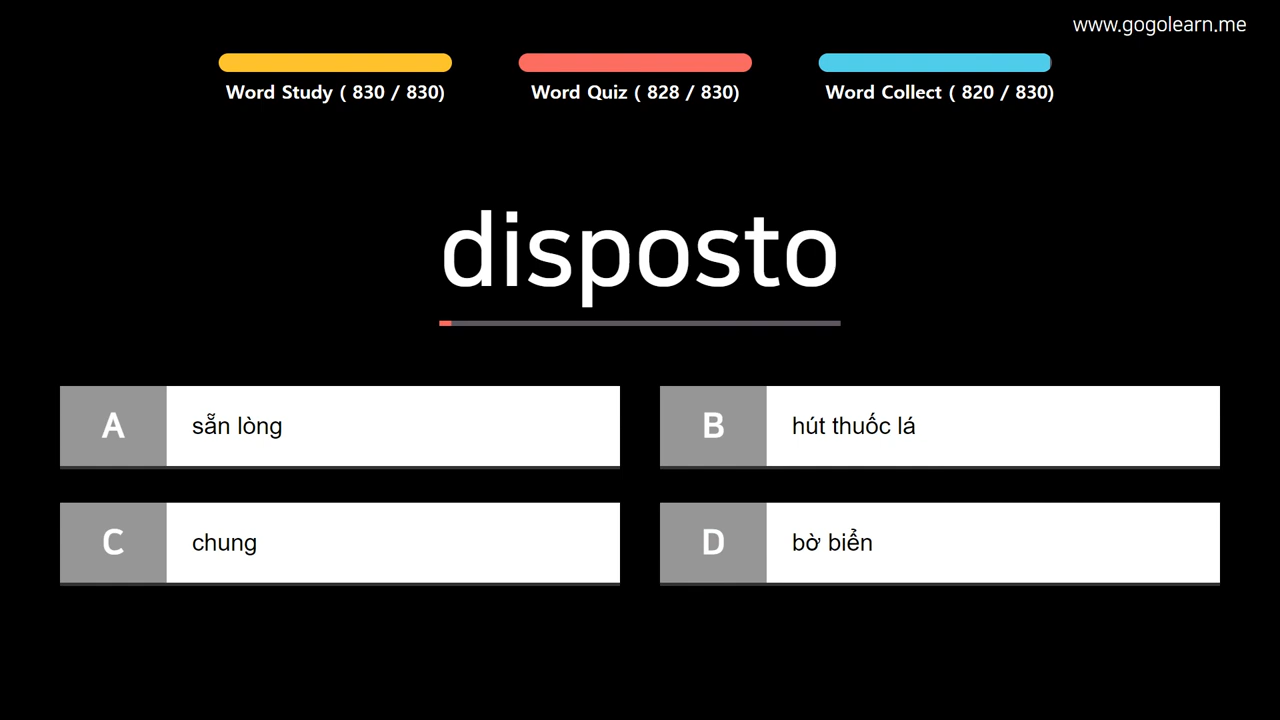 www.gogolearn.me
Word Study ( 830 / 830)
Word Quiz ( 828 / 830)
Word Collect ( 820 / 830)
disposto
A
sẵn lòng
B
hút thuốc lá
C
chung
D
bờ biển